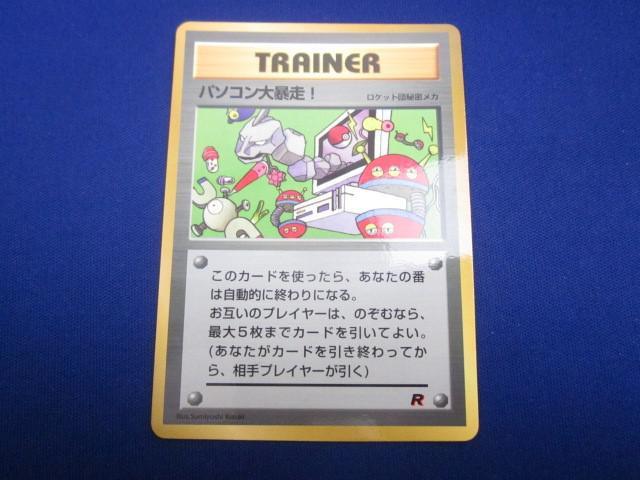 TRAINER
パソコン大暴走！
ロケット団秘密メカ
このカードを使ったら、あなたの番
は自動的に終わりになる。
お互いのプレイヤーは、のぞむなら、
最大5枚までカードを引いてよい。
(あなたがカードを引き終わってか
ら、相手プレイヤーが引く)
R
Illus.Sumiyoshi Kizuki